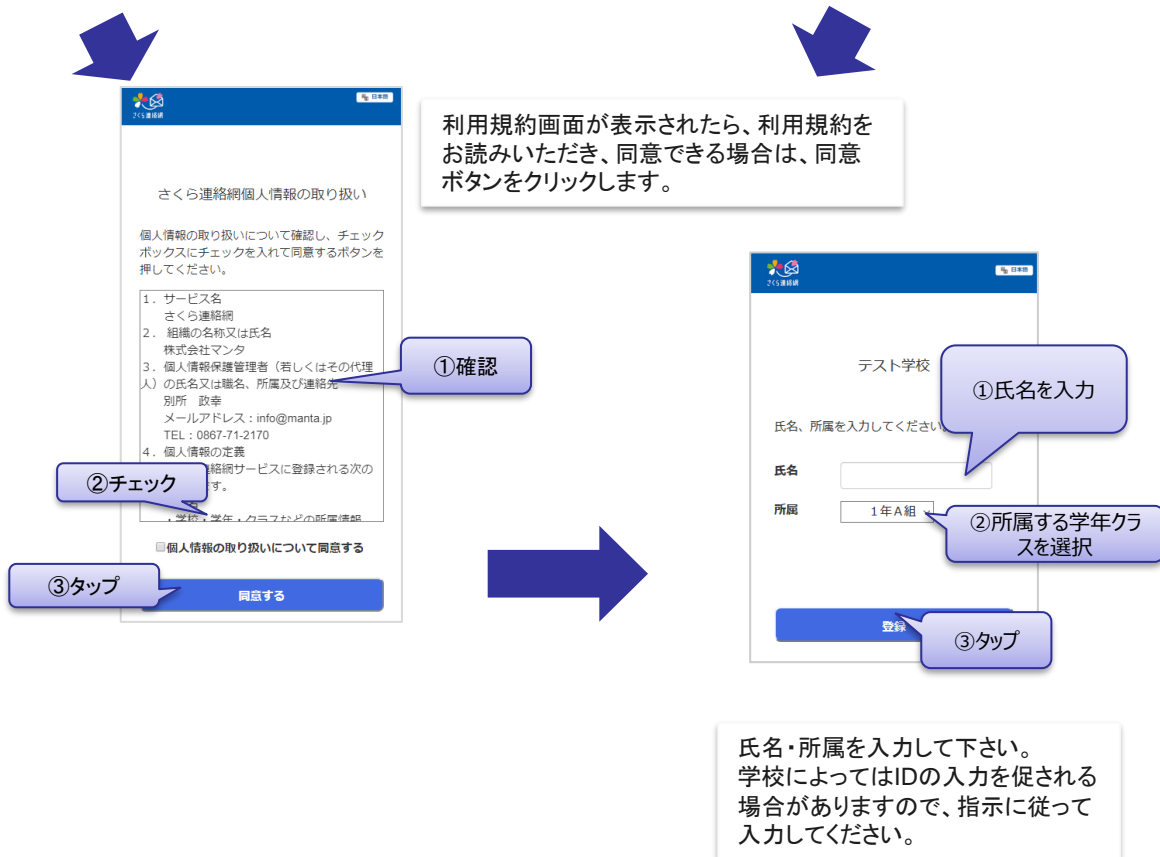 さくら連絡網
日本語
利用規約画面が表示されたら、利用規約を
お読みいただき、同意できる場合は、同意
ボタンをクリックします。
さくら連絡網個人情報の取り扱い
個人情報の取り扱いについて確認し、チェック
ボックスにチェックを入れて同意するボタンを
押してください。
1. サービス名
さくら連絡網
2. 組織の名称又は氏名
株式会社マンタ
3. 個人情報保護管理者（若しくはその代理
人）の氏名又は職名、所属及び連絡先
別所 政幸
メールアドレス：info@manta.jp
TEL：0867-71-2170
4. 個人情報の定義
連絡網サービスに登録される次の
す。
・学校・学年・クラスなどの所属情報
①確認
②チェック
個人情報の取り扱いについて同意する
③タップ
同意する
さくら連絡網
日本語
テスト学校
①氏名を入力
氏名、所属を入力してください。
氏名
所属
1年A組
②所属する学年クラ
スを選択
登録
③タップ
氏名・所属を入力して下さい。
学校によってはIDの入力を促される
場合がありますので、指示に従って
入力してください。